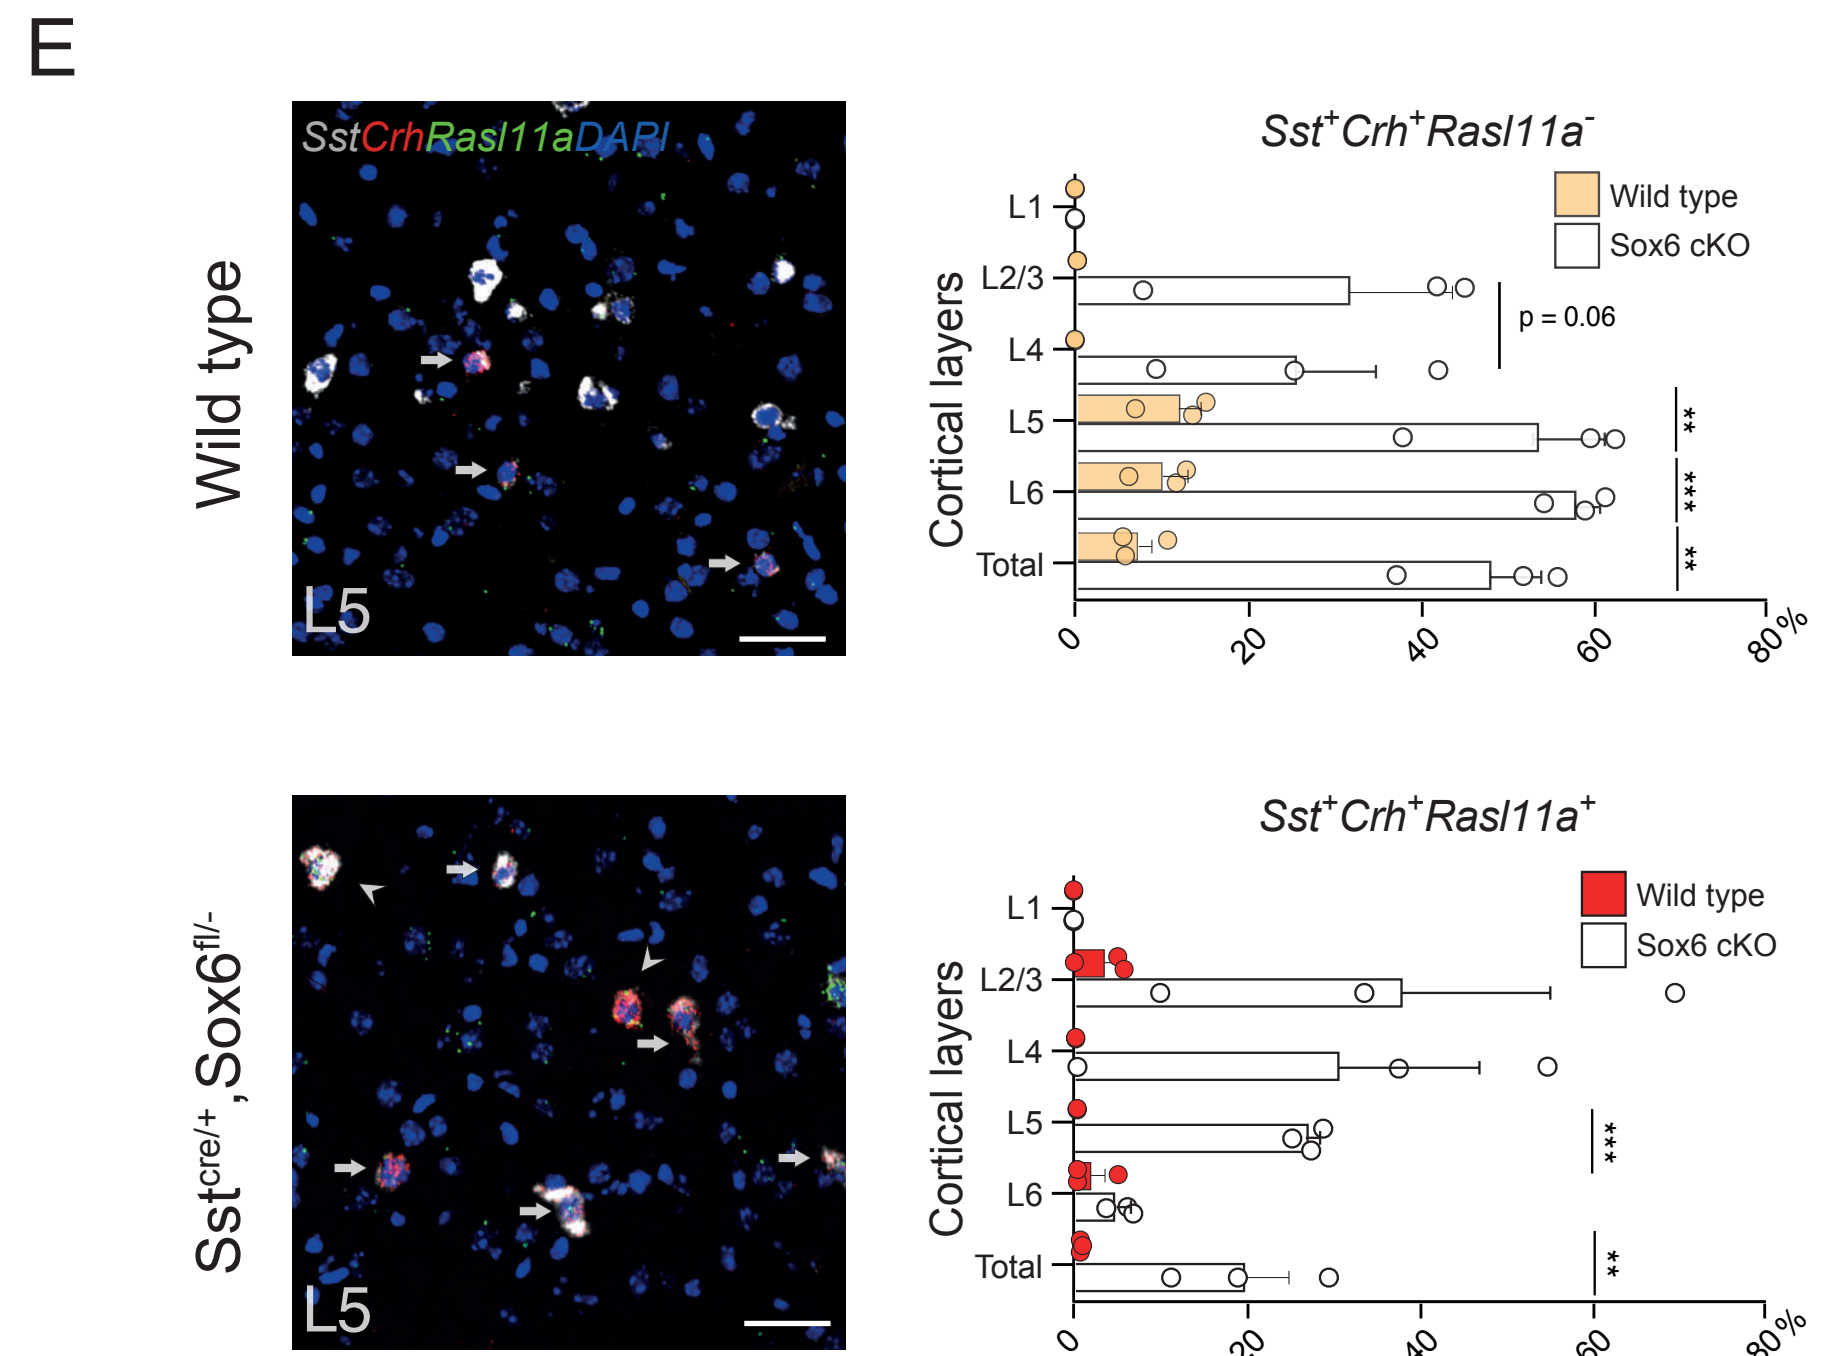 E
Wild type
SstCrhRasl11aDAPI
L5
Sst⁺Crh⁺Rasl11a⁻
Wild type
Sox6 cKO
Cortical layers
L1
L2/3
L4
L5
L6
Total
p = 0.06
**
***
**
0 20 40 60 80 %
Sstcre/+,Sox6fl/-
L5
Sst⁺Crh⁺Rasl11a⁺
Wild type
Sox6 cKO
Cortical layers
L1
L2/3
L4
L5
L6
Total
***
**
0 20 40 60 80 %